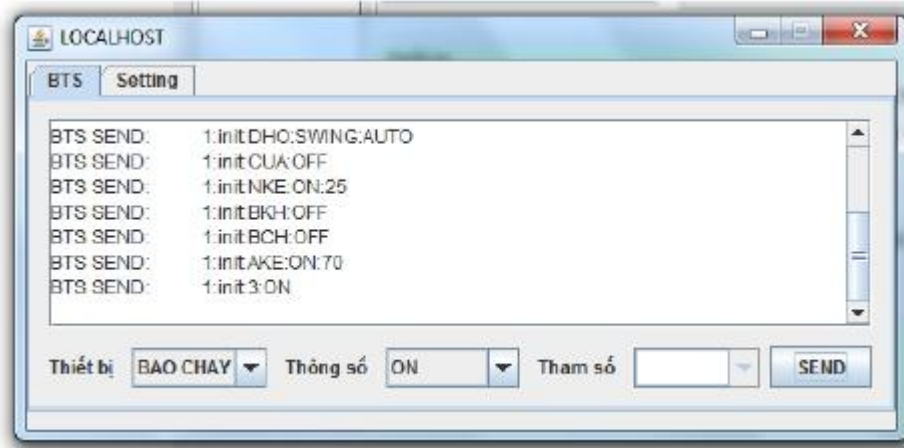 LOCALHOST
BTS Setting
BTS SEND: 1:init:DHO:SWING:AUTO
BTS SEND: 1:init:CUA:OFF
BTS SEND: 1:init:NKE:ON:25
BTS SEND: 1:init:BKH:OFF
BTS SEND: 1:init:BCH:OFF
BTS SEND: 1:init:AKE:ON:70
BTS SEND: 1:init:3:ON
Thiết bị BAO CHAY Thông số ON Tham số SEND